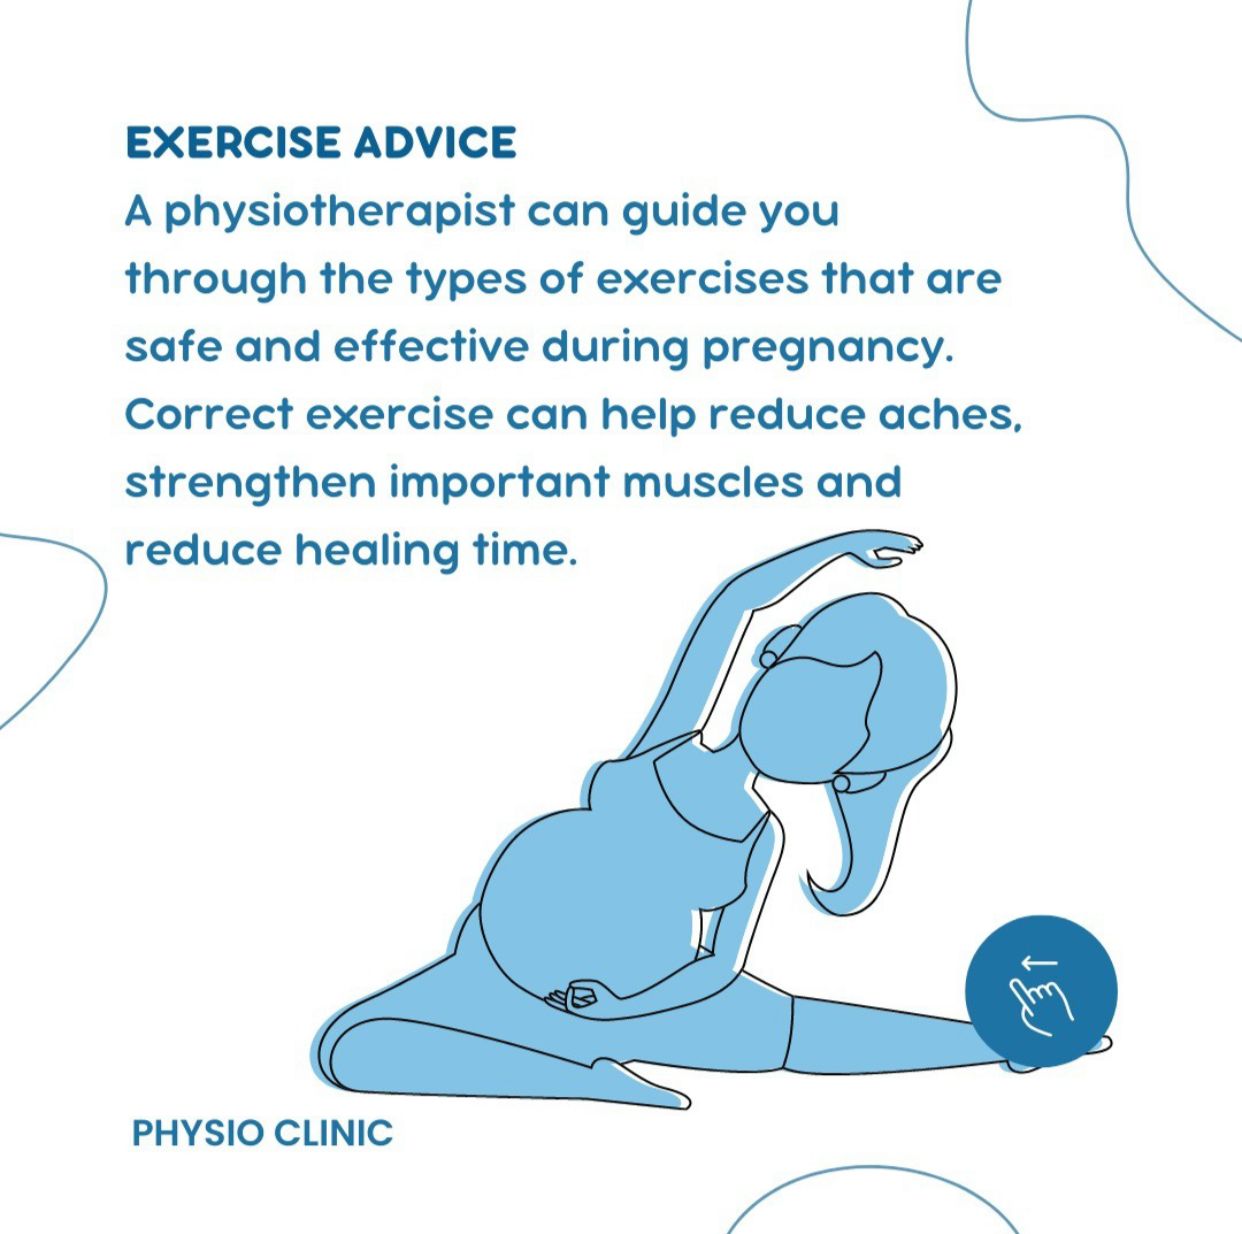 EXERCISE ADVICE
A physiotherapist can guide you
through the types of exercises that are
safe and effective during pregnancy.
Correct exercise can help reduce aches,
strengthen important muscles and
reduce healing time.
PHYSIO CLINIC